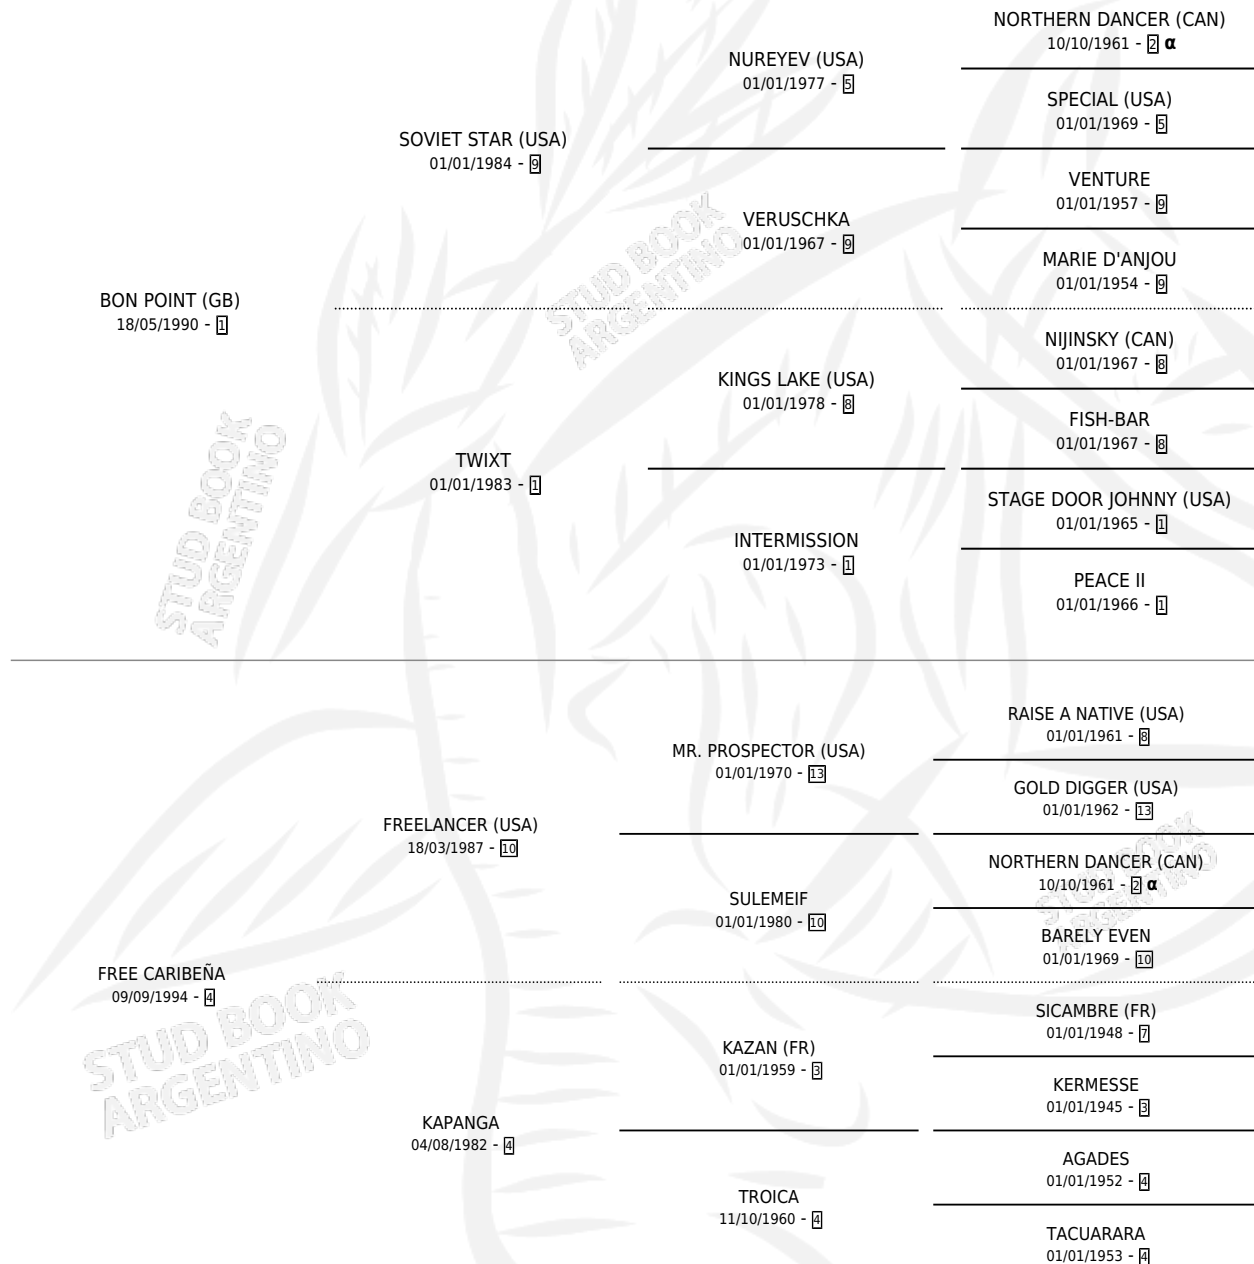 NORTHERN DANCER (CAN)
10/10/1961 - 2 α
NUREYEV (USA)
01/01/1977 - 5
SPECIAL (USA)
01/01/1969 - 5
SOVIET STAR (USA)
01/01/1984 - 9
VENTURE
01/01/1957 - 9
VERUSCHKA
01/01/1967 - 9
MARIE D'ANJOU
01/01/1954 - 9
BON POINT (GB)
18/05/1990 - 1
NIJINSKY (CAN)
01/01/1967 - 8
KINGS LAKE (USA)
01/01/1978 - 8
FISH-BAR
01/01/1967 - 8
TWIXT
01/01/1983 - 1
STAGE DOOR JOHNNY (USA)
01/01/1965 - 1
INTERMISSION
01/01/1973 - 1
PEACE II
01/01/1966 - 1
RAISE A NATIVE (USA)
01/01/1961 - 8
MR. PROSPECTOR (USA)
01/01/1970 - 13
GOLD DIGGER (USA)
01/01/1962 - 13
FREELANCER (USA)
18/03/1987 - 10
NORTHERN DANCER (CAN)
10/10/1961 - 2 α
SULEMEIF
01/01/1980 - 10
BARELY EVEN
01/01/1969 - 10
FREE CARIBEÑA
09/09/1994 - 4
SICAMBRE (FR)
01/01/1948 - 7
KAZAN (FR)
01/01/1959 - 3
KERMESSE
01/01/1945 - 3
KAPANGA
04/08/1982 - 4
AGADES
01/01/1952 - 4
TROICA
11/10/1960 - 4
TACUARARA
01/01/1953 - 4
STUD BOOK
ARGENTINO
STUD BOOK
ARGENTINO
STUD BOOK
ARGENTINO
STUD BOOK
ARGENTINO